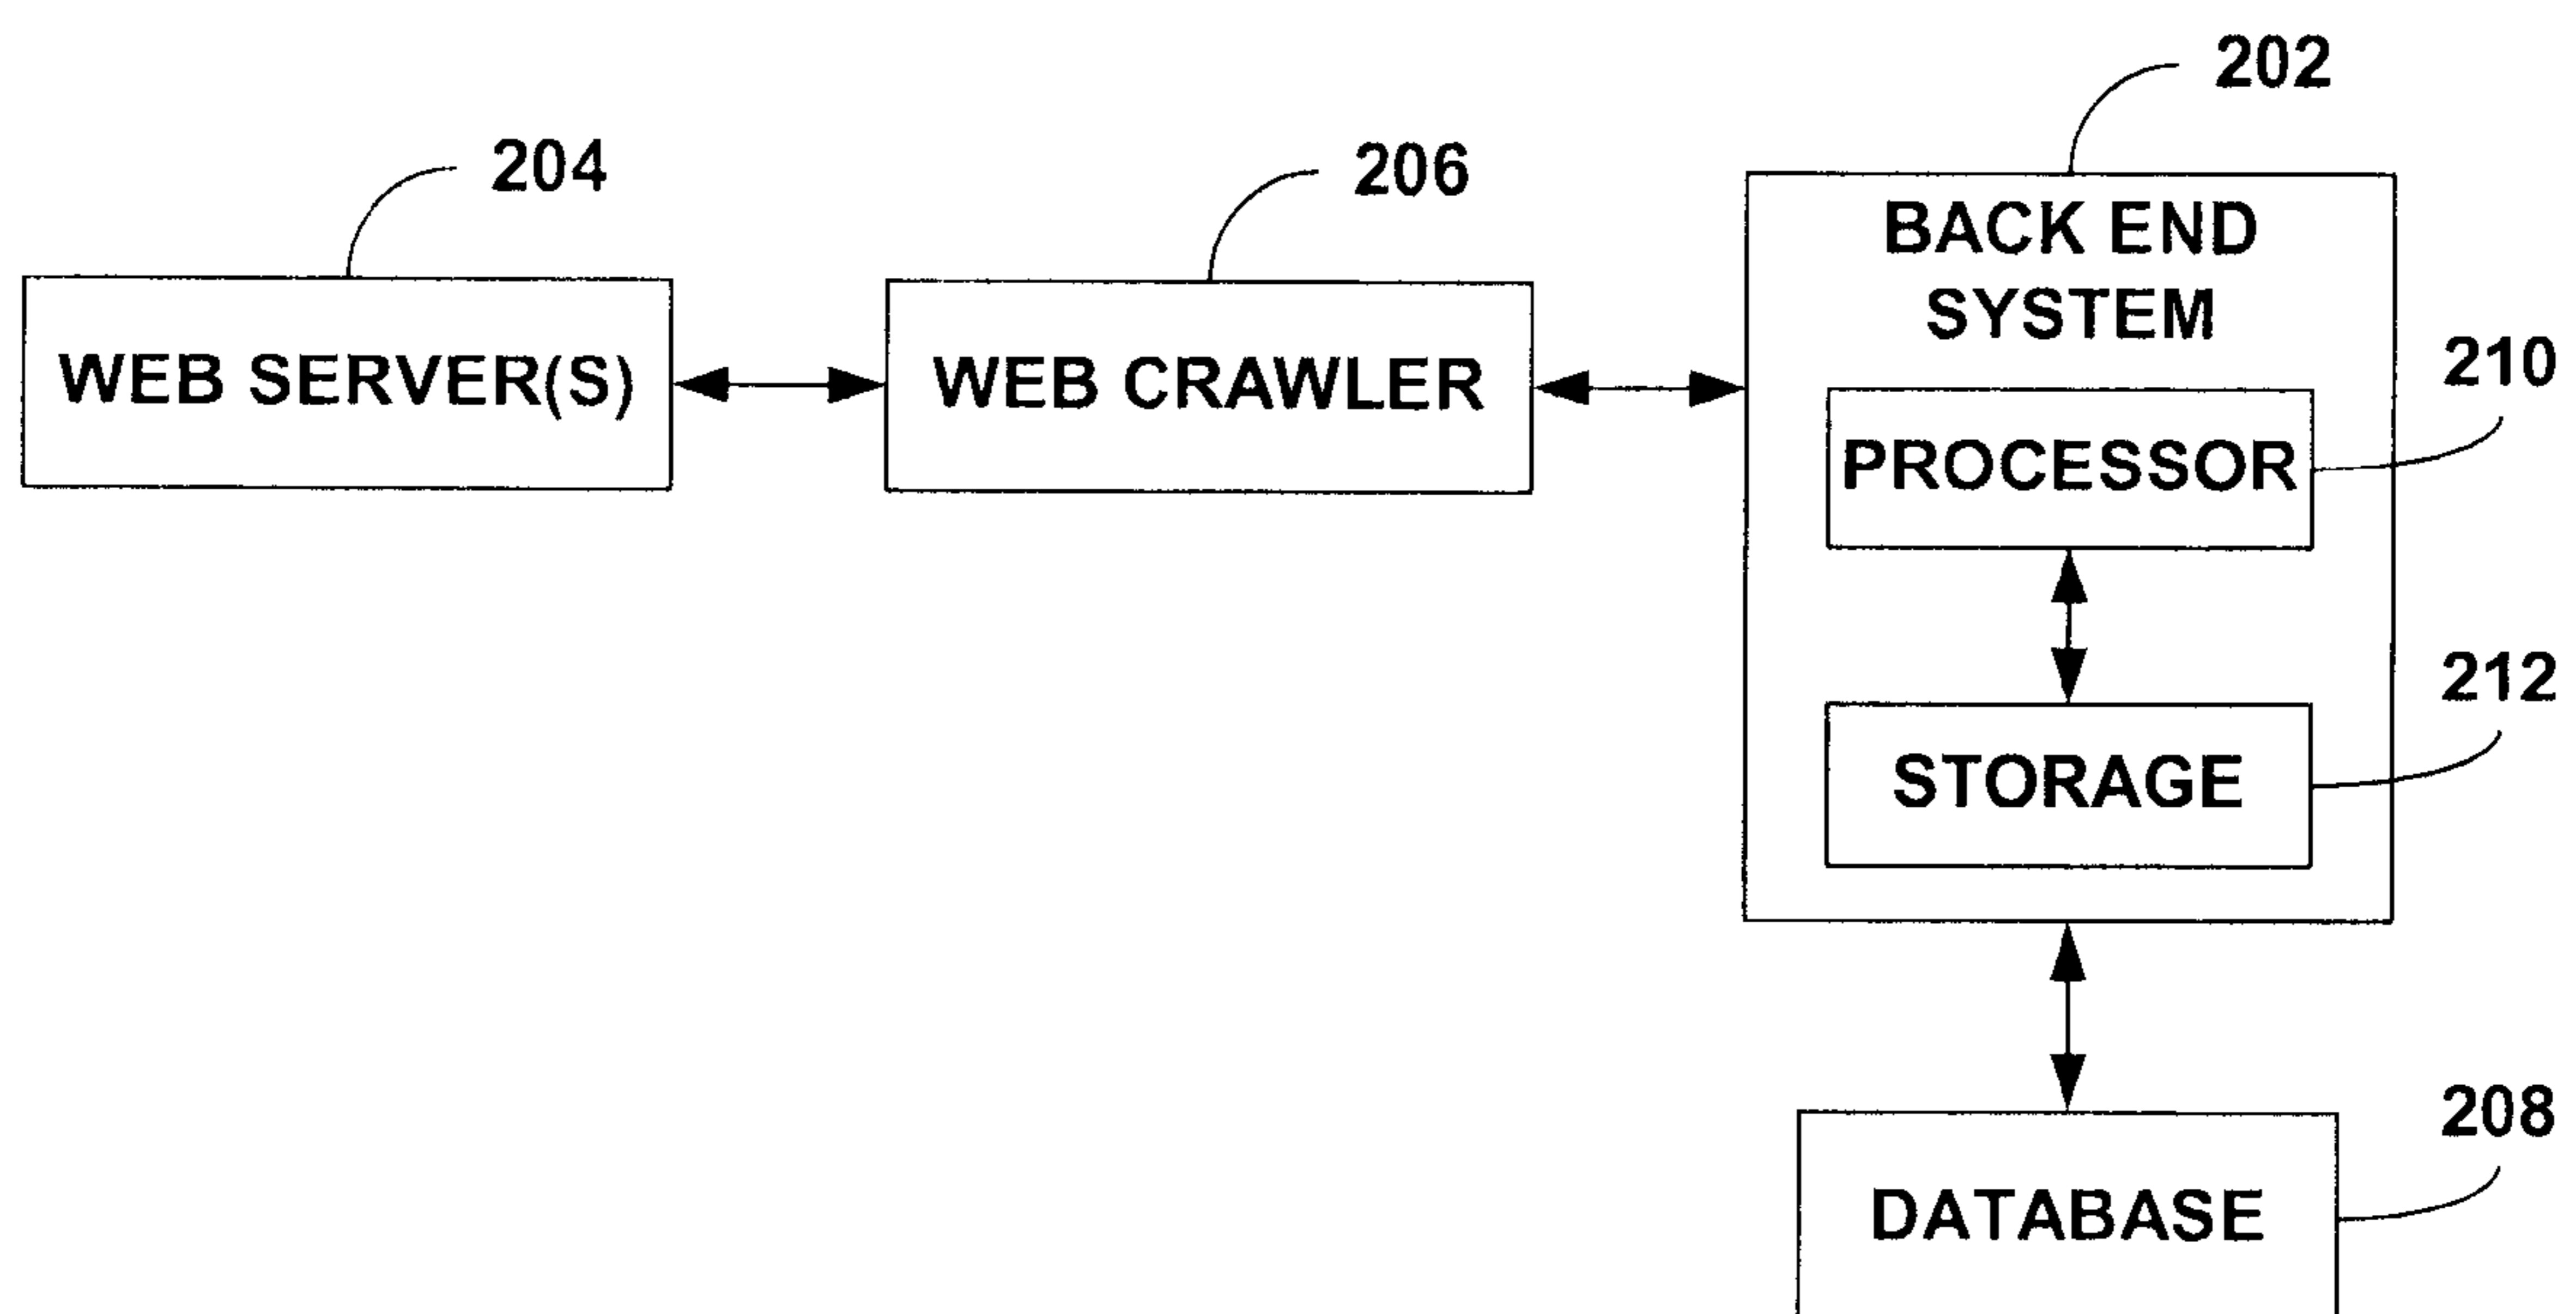 202
204
206
BACK END
SYSTEM
210
WEB SERVER(S)
WEB CRAWLER
PROCESSOR
212
STORAGE
208
DATABASE